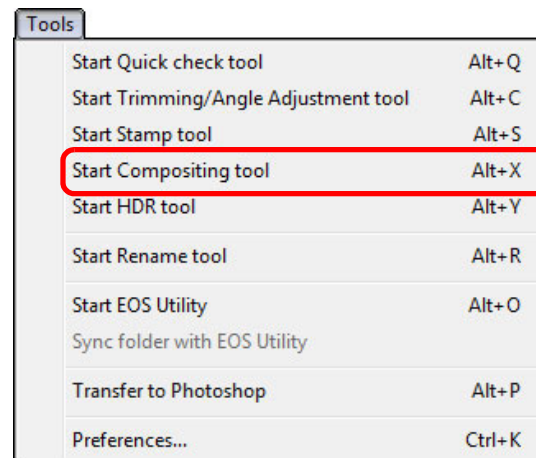 Tools
Start Quick check tool Alt+Q
Start Trimming/Angle Adjustment tool Alt+C
Start Stamp tool Alt+S
Start Compositing tool Alt+X
Start HDR tool Alt+Y
Start Rename tool Alt+R
Start EOS Utility Alt+O
Sync folder with EOS Utility
Transfer to Photoshop Alt+P
Preferences... Ctrl+K